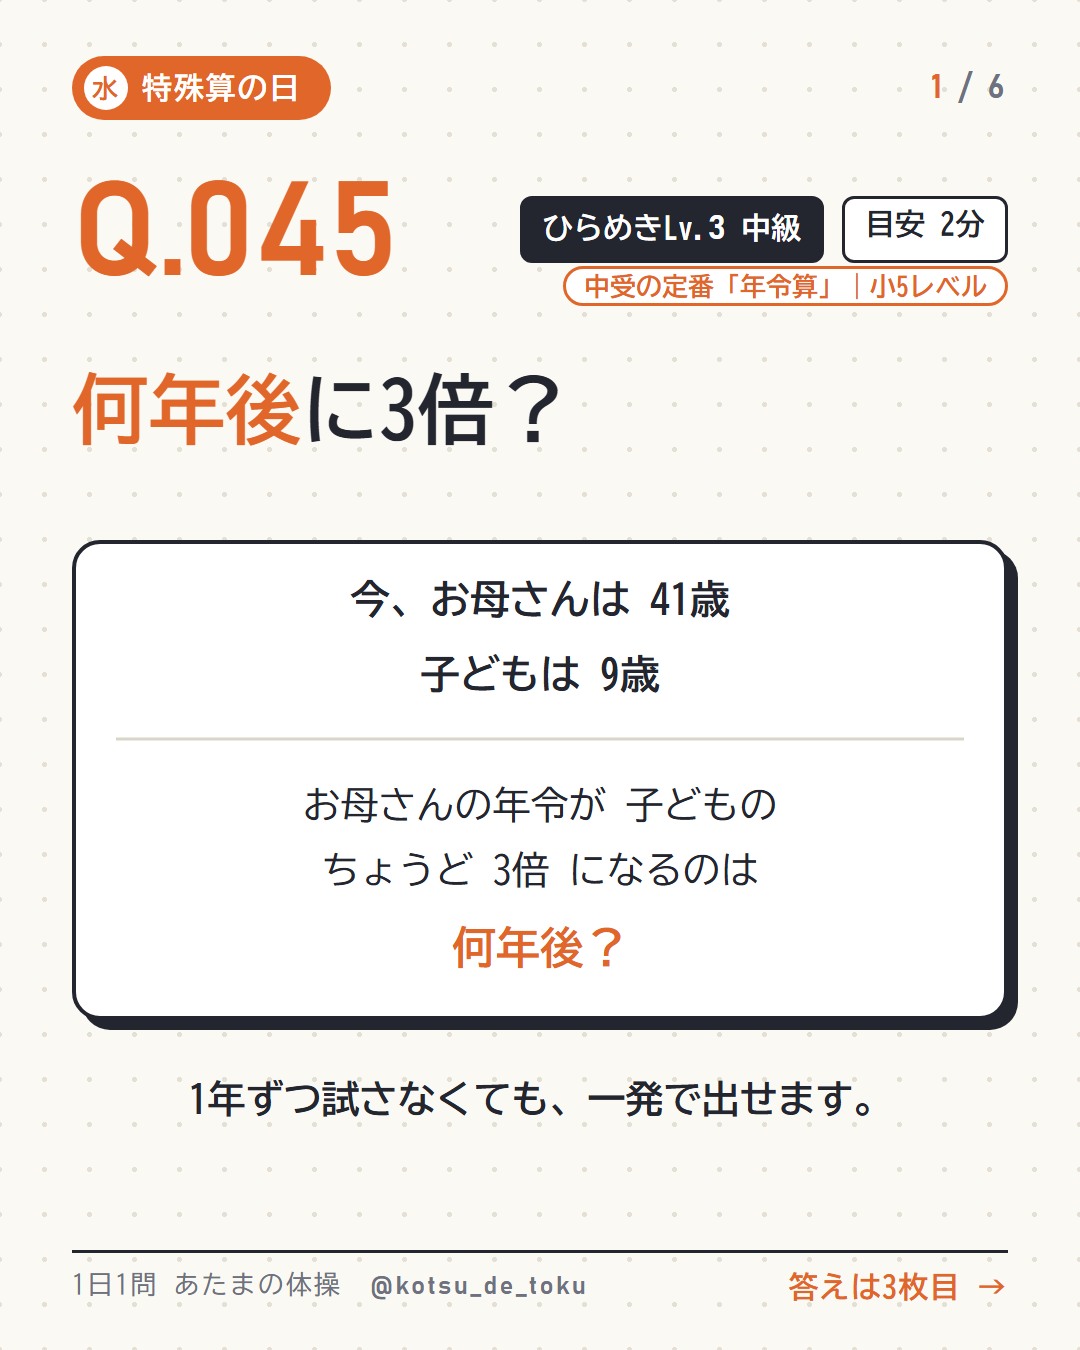 水 特殊算の日
1 / 6
Q.045
ひらめきLv.3 中級
目安 2分
中受の定番「年令算」｜小5レベル
何年後に3倍？
今、お母さんは 41歳
子どもは 9歳
お母さんの年令が 子どもの
ちょうど 3倍 になるのは
何年後？
1年ずつ試さなくても、一発で出せます。
1日1問 あたまの体操 @kotsu_de_toku
答えは3枚目 →